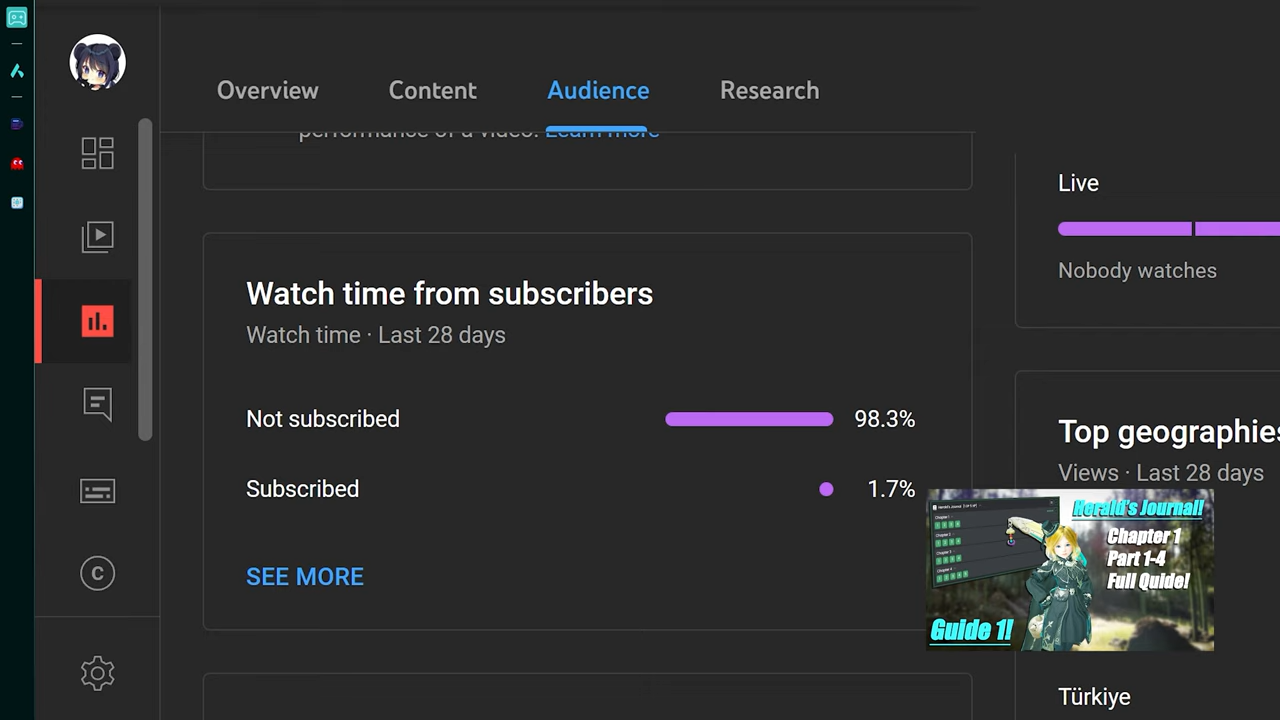 Overview
Content
Audience
Research
performance of a video. Learn more
Watch time from subscribers
Watch time · Last 28 days
Not subscribed
98.3%
Subscribed
1.7%
SEE MORE
Live
Nobody watches
Top geographies
Views · Last 28 days
Herald's Journal!
Chapter 1
Part 1-4
Full Quide!
Guide 1!
Türkiye
C